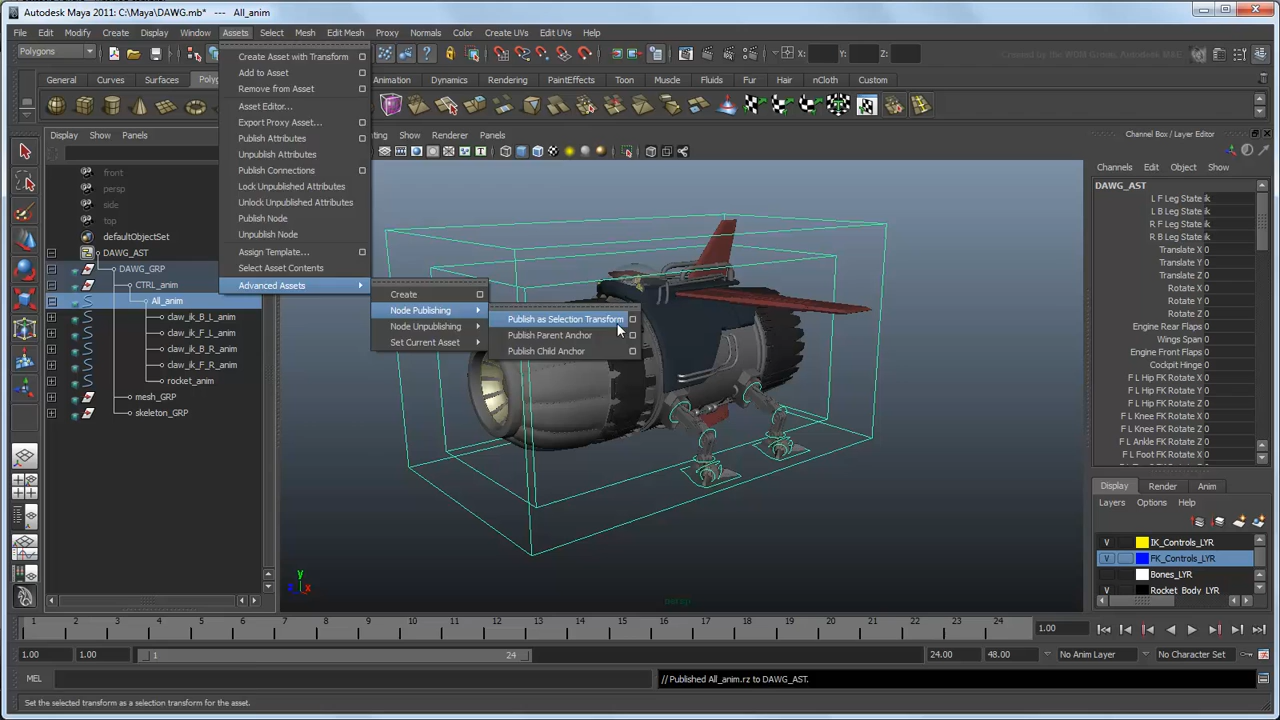 Autodesk Maya 2011: C:\Maya\DAWG.mb* --- All_anim
File Edit Modify Create Display Window Assets Select Mesh Edit Mesh Proxy Normals Color Create UVs Edit UVs Help
Polygons X: Y: Z:
General Curves Surfaces Animation Dynamics Rendering PaintEffects Toon Muscle Fluids Fur Hair nCloth Custom
Display Show Panels
Show Renderer Panels
front
persp
side
top
defaultObjectSet
DAWG_AST
DAWG_GRP
CTRL_anim
All_anim
claw_ik_B_L_anim
claw_ik_F_L_anim
claw_ik_B_R_anim
claw_ik_F_R_anim
rocket_anim
mesh_GRP
skeleton_GRP
Create Asset with Transform
Add to Asset
Remove from Asset
Asset Editor...
Export Proxy Asset...
Publish Attributes
Unpublish Attributes
Publish Connections
Lock Unpublished Attributes
Unlock Unpublished Attributes
Publish Node
Unpublish Node
Assign Template...
Select Asset Contents
Advanced Assets
Create
Node Publishing
Node Unpublishing
Set Current Asset
Publish as Selection Transform
Publish Parent Anchor
Publish Child Anchor
persp
Channel Box / Layer Editor
Channels Edit Object Show
DAWG_AST
L F Leg State ik
L B Leg State ik
R F Leg State ik
R B Leg State ik
Translate X 0
Translate Y 0
Translate Z 0
Rotate X 0
Rotate Y 0
Rotate Z 0
Wings Span 0
Engine Front Flaps 0
Cockpit Hinge 0
F L Hip FK Rotate X 0
F L Hip FK Rotate Y 0
F L Hip FK Rotate Z 0
F L Knee FK Rotate X 0
F L Knee FK Rotate Y 0
F L Knee FK Rotate Z 0
F L Ankle FK Rotate Y 0
F L Foot FK Rotate X 0
F L Foot FK Rotate Z 0
Display Render Anim
Layers Options Help
V IK_Controls_LYR
V FK_Controls_LYR
Bones_LYR
V Rocket_Body_LYR
1 2 3 4 5 6 7 8 9 10 11 12 13 14 15 16 17 18 19 20 21 22 23 24 1.00
1.00 1.00 1 24 24.00 48.00 No Anim Layer No Character Set
MEL // Published All_anim.rz to DAWG_AST.
Set the selected transform as a selection transform for the asset.